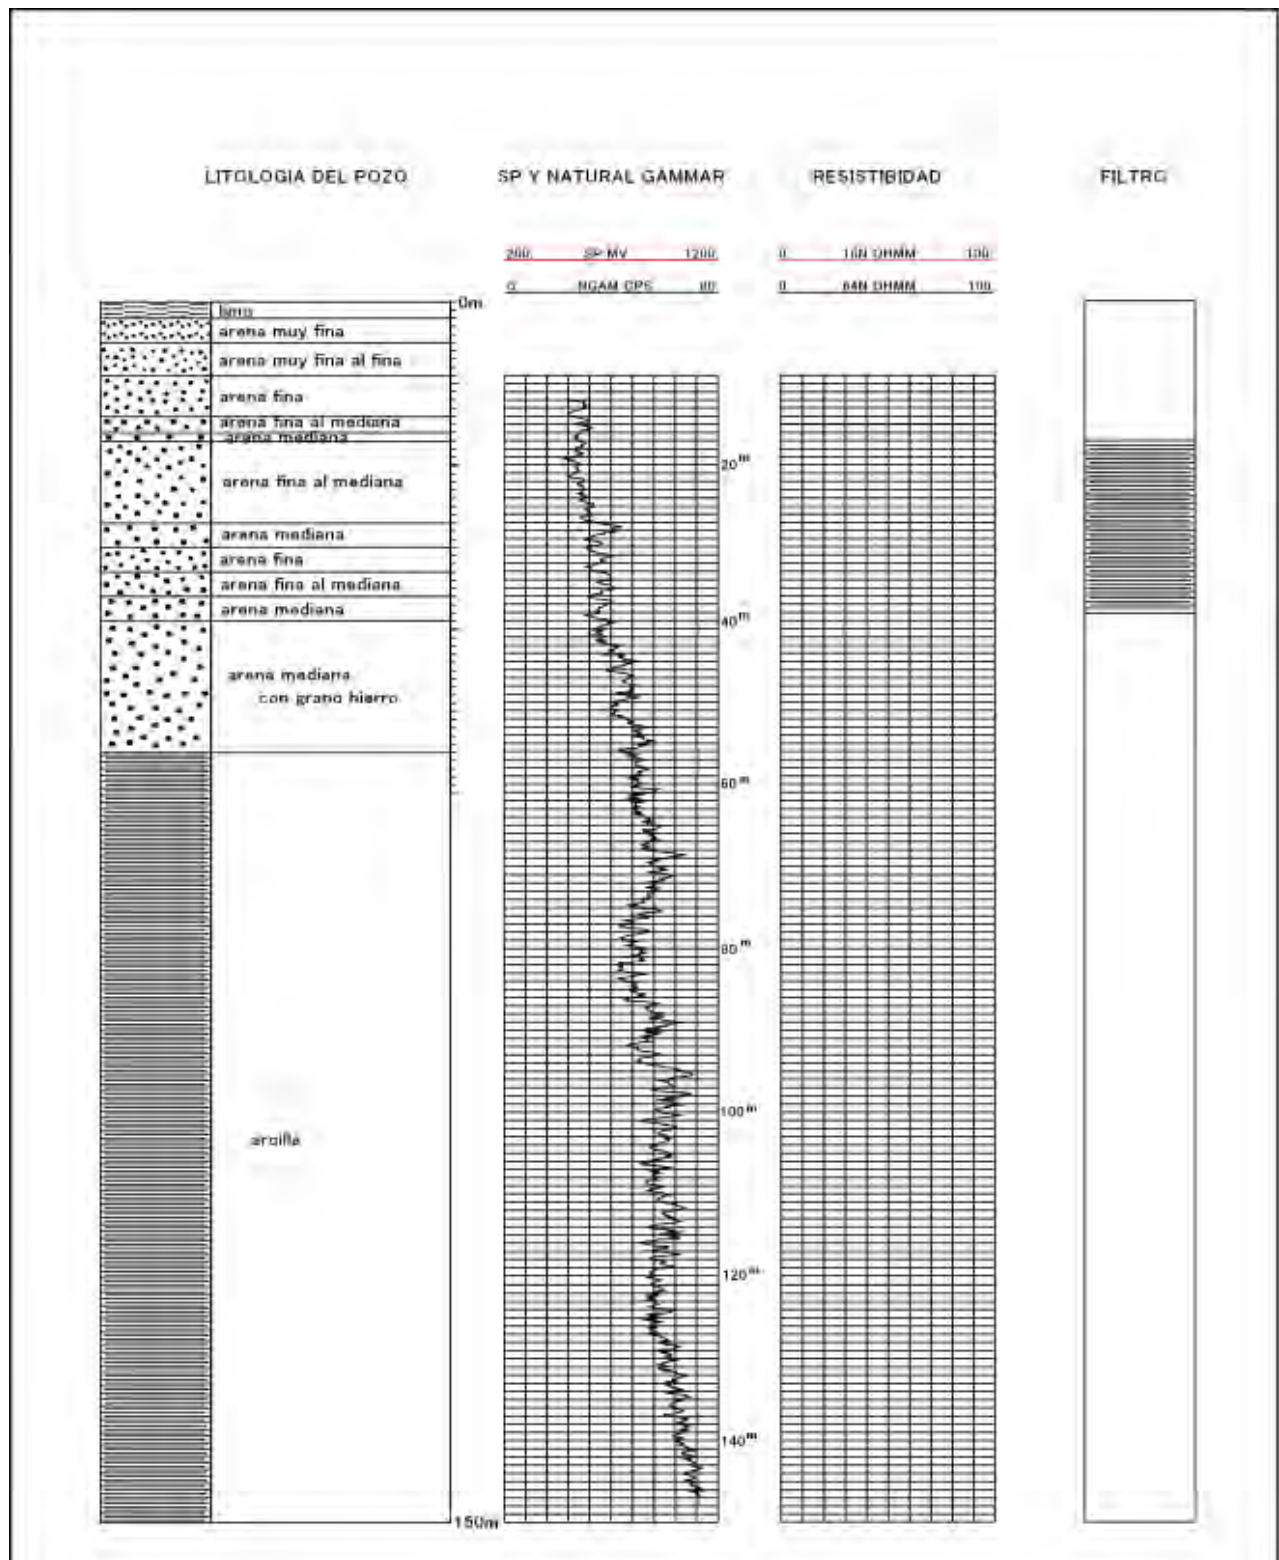 LITOLOGIA DEL POZO
SP Y NATURAL GAMMAR
RESISTIBIDAD
FILTRO
200. SP MV 1200.
0. 16N OHMM 100.
0. NGAM CPS 80.
0. 64N OHMM 100.
0m
limo
arena muy fina
arena muy fina al fina
arena fina
arena fina al mediana
arena mediana
20m
arena fina al mediana
arena mediana
arena fina
arena fina al mediana
arena mediana
40m
arena mediana
con grano hierro
60m
80m
100m
arcilla
120m
140m
150m